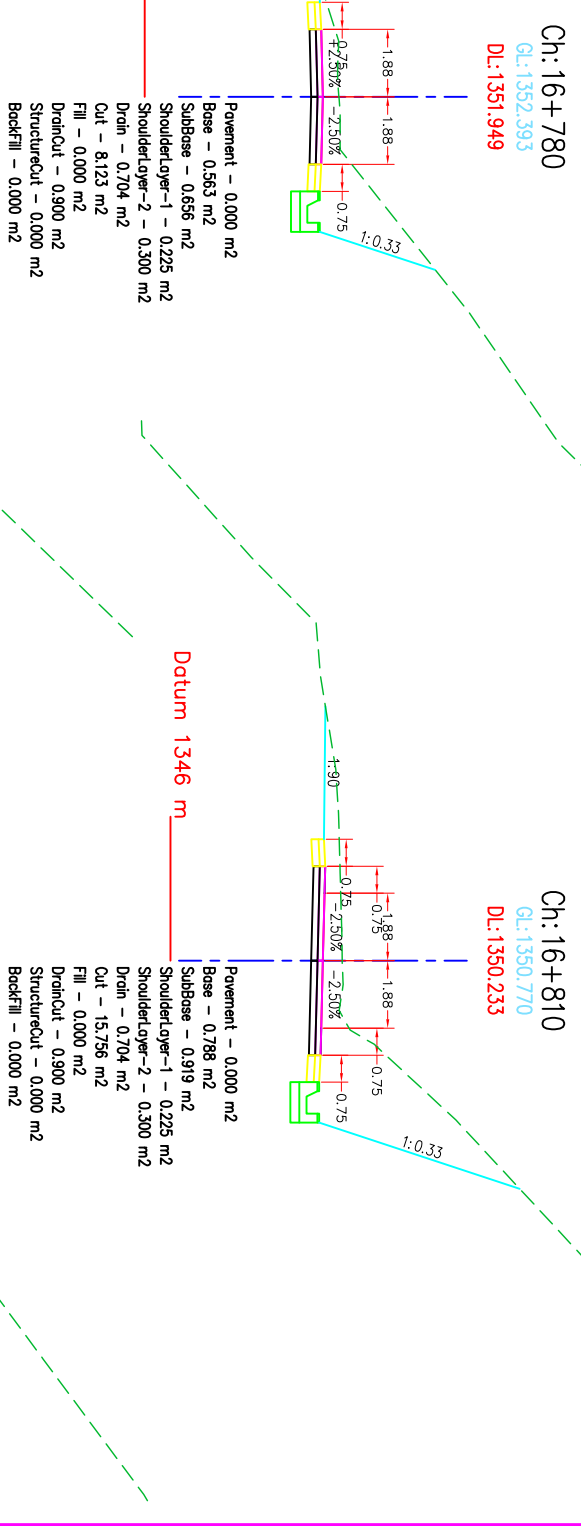 Ch:16+780
GL:1352.393
DL:1351.949
1.88
1.88
0.75
+2.50%
-2.50%
0.75
1:0.33
Pavement - 0.000 m2
Base - 0.563 m2
SubBase - 0.656 m2
ShoulderLayer-1 - 0.225 m2
ShoulderLayer-2 - 0.300 m2
Drain - 0.704 m2
Cut - 8.123 m2
Fill - 0.000 m2
DrainCut - 0.900 m2
StructureCut - 0.000 m2
BackFill - 0.000 m2
Ch:16+810
GL:1350.770
DL:1350.233
1.88
1.88
0.75
0.75
0.75
0.75
-2.50%
-2.50%
1:90
1:0.33
Datum 1346 m
Pavement - 0.000 m2
Base - 0.788 m2
SubBase - 0.919 m2
ShoulderLayer-1 - 0.225 m2
ShoulderLayer-2 - 0.300 m2
Drain - 0.704 m2
Cut - 15.756 m2
Fill - 0.000 m2
DrainCut - 0.900 m2
StructureCut - 0.000 m2
BackFill - 0.000 m2